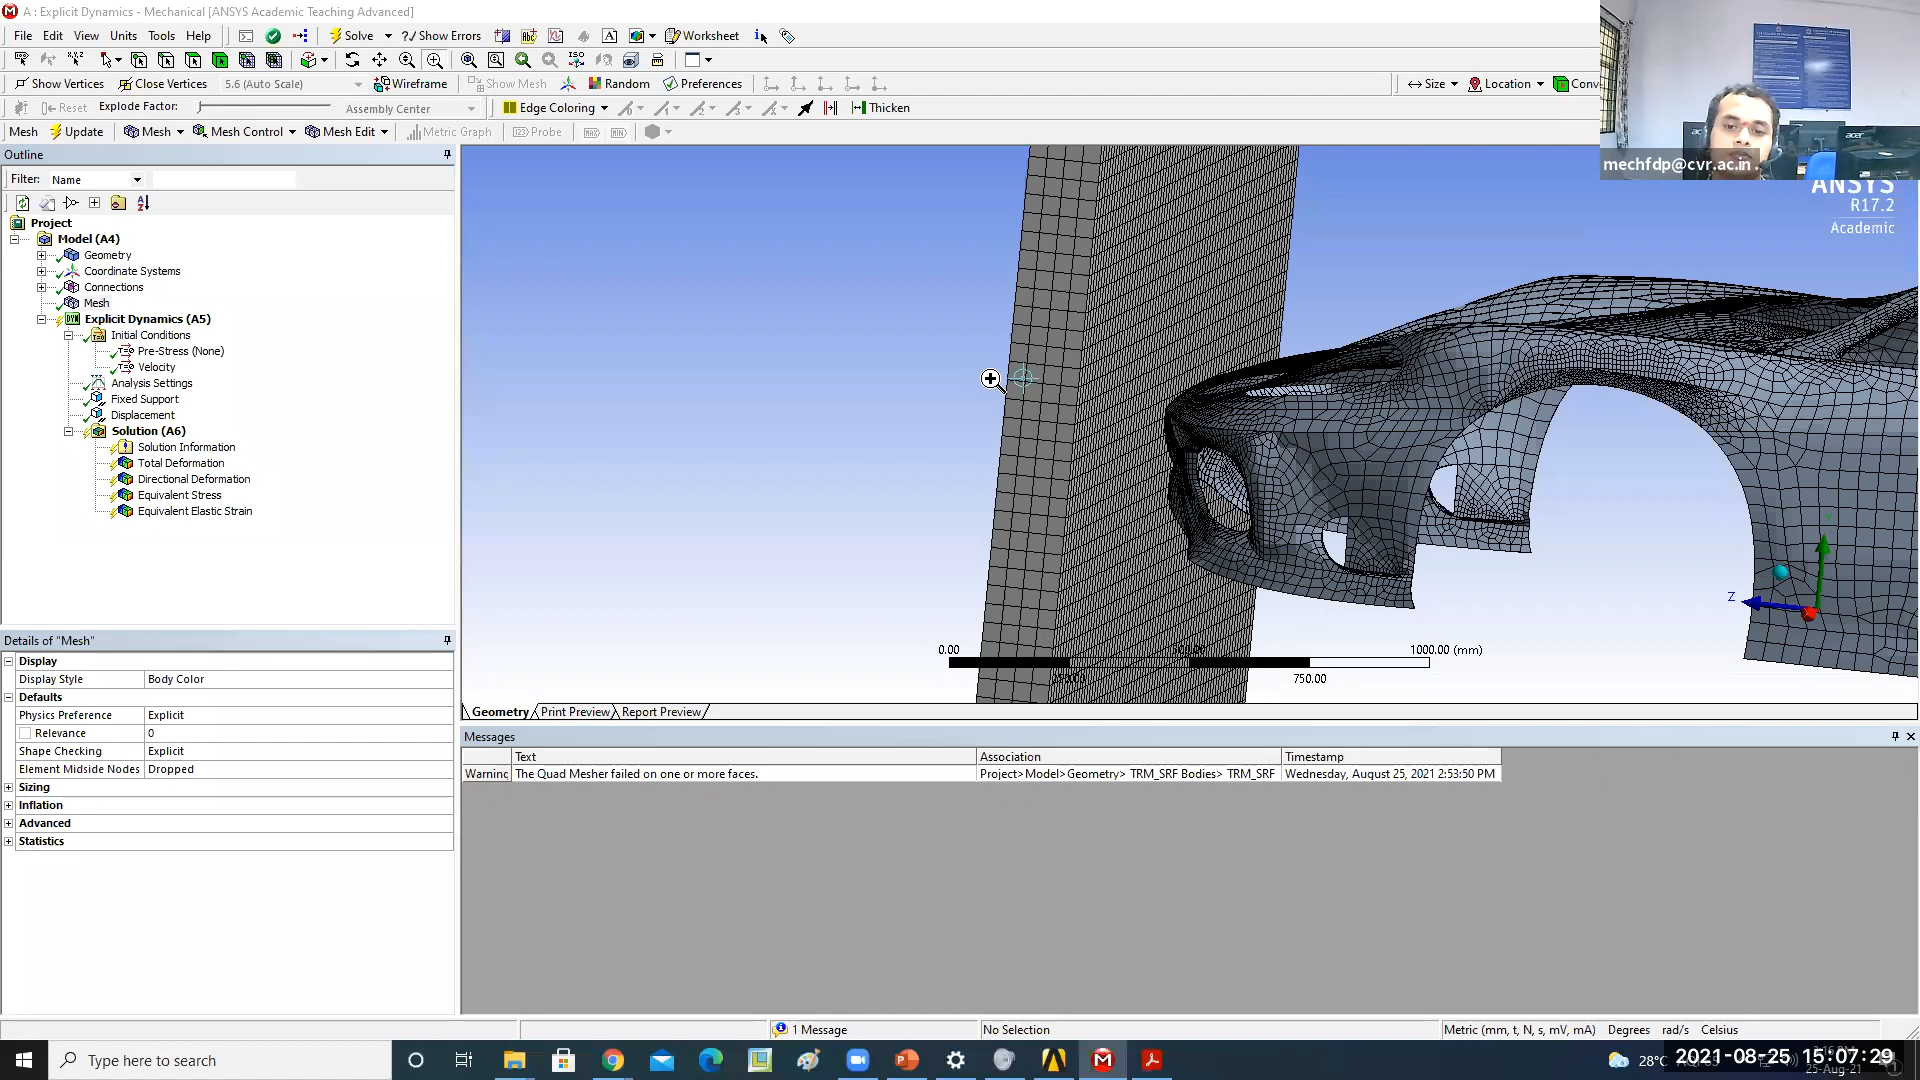 A : Explicit Dynamics - Mechanical [ANSYS Academic Teaching Advanced]
File Edit View Units Tools Help Solve ?/ Show Errors Worksheet
Show Vertices Close Vertices 5.6 (Auto Scale) Wireframe Show Mesh Random Preferences Size Location Conv
Reset Explode Factor: Assembly Center Edge Coloring Thicken
Mesh Update Mesh Mesh Control Mesh Edit Metric Graph Probe MAX MIN
Outline
Filter: Name
Project
Model (A4)
Geometry
Coordinate Systems
Connections
Mesh
Explicit Dynamics (A5)
Initial Conditions
Pre-Stress (None)
Velocity
Analysis Settings
Fixed Support
Displacement
Solution (A6)
Solution Information
Total Deformation
Directional Deformation
Equivalent Stress
Equivalent Elastic Strain
Details of "Mesh"
Display
Display Style Body Color
Defaults
Physics Preference Explicit
Relevance 0
Shape Checking Explicit
Element Midside Nodes Dropped
Sizing
Inflation
Advanced
Statistics
mechfdp@cvr.ac.in
acer
ANSYS
R17.2
Academic
Z
0.00 1000.00 (mm)
750.00
Geometry Print Preview Report Preview
Messages
Text Association Timestamp
Warning The Quad Mesher failed on one or more faces. Project>Model>Geometry> TRM_SRF Bodies> TRM_SRF Wednesday, August 25, 2021 2:53:50 PM
1 Message No Selection Metric (mm, t, N, s, mV, mA) Degrees rad/s Celsius
Type here to search
28°C
2021-08-25 15:07:29
25-Aug-21